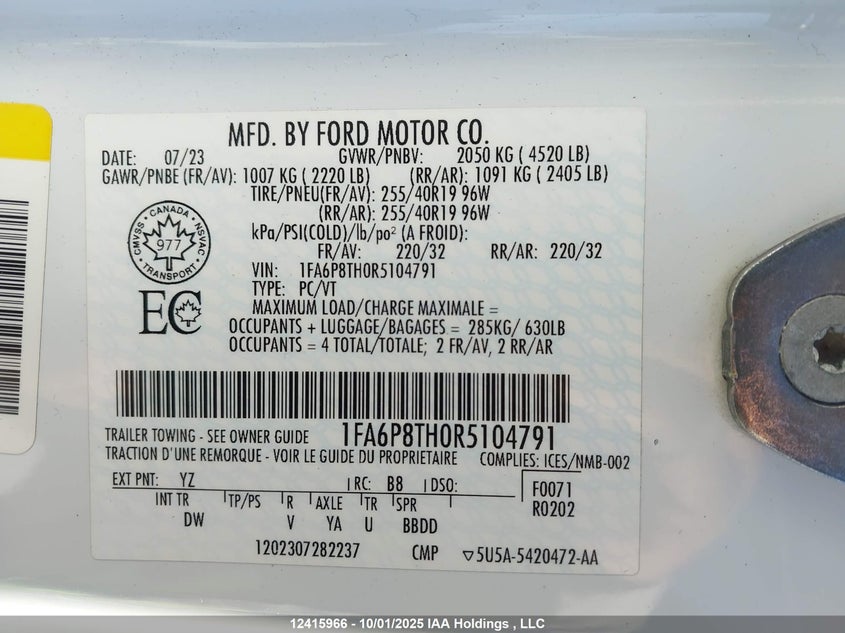 MFD. BY FORD MOTOR CO.
DATE: 07/23 GVWR/PNBV: 2050 KG ( 4520 LB)
GAWR/PNBE (FR/AV): 1007 KG ( 2220 LB) (RR/AR): 1091 KG ( 2405 LB)
TIRE/PNEU(FR/AV): 255/40R19 96W
(RR/AR): 255/40R19 96W
kPa/PSI(COLD)/lb/po² (A FROID):
FR/AV: 220/32 RR/AR: 220/32
CANADA
CMVSS 977 NSVAC
TRANSPORT
VIN: 1FA6P8TH0R5104791
TYPE: PC/VT
EC
MAXIMUM LOAD/CHARGE MAXIMALE =
OCCUPANTS + LUGGAGE/BAGAGES = 285KG/ 630LB
OCCUPANTS = 4 TOTAL/TOTALE; 2 FR/AV, 2 RR/AR
TRAILER TOWING - SEE OWNER GUIDE 1FA6P8TH0R5104791
TRACTION D'UNE REMORQUE - VOIR LE GUIDE DU PROPRIETAIRE COMPLIES: ICES/NMB-002
EXT PNT: YZ RC: B8 DSO: F0071
INT TR TP/PS R AXLE TR SPR R0202
DW V YA U BBDD
1202307282237 CMP ▽5U5A-5420472-AA
12415966 - 10/01/2025 IAA Holdings , LLC